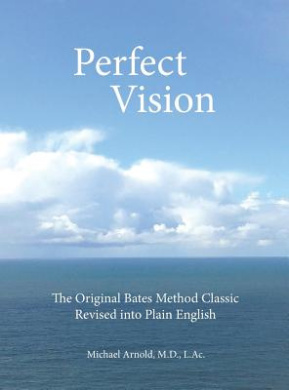 Perfect
Vision
The Original Bates Method Classic
Revised into Plain English
Michael Arnold, M.D., L.Ac.